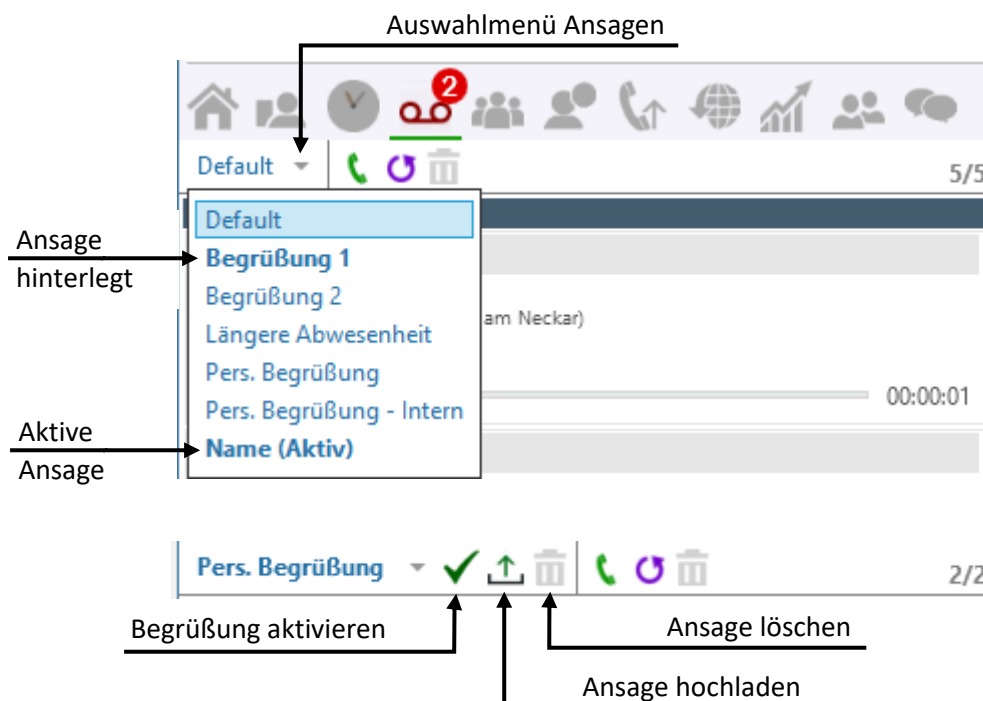 Auswahlmenü Ansagen
2
Default
5/5
Default
Ansage
hinterlegt
Begrüßung 1
Begrüßung 2
am Neckar)
Längere Abwesenheit
Pers. Begrüßung
00:00:01
Pers. Begrüßung - Intern
Aktive
Ansage
Name (Aktiv)
Pers. Begrüßung
2/2
Begrüßung aktivieren
Ansage löschen
Ansage hochladen